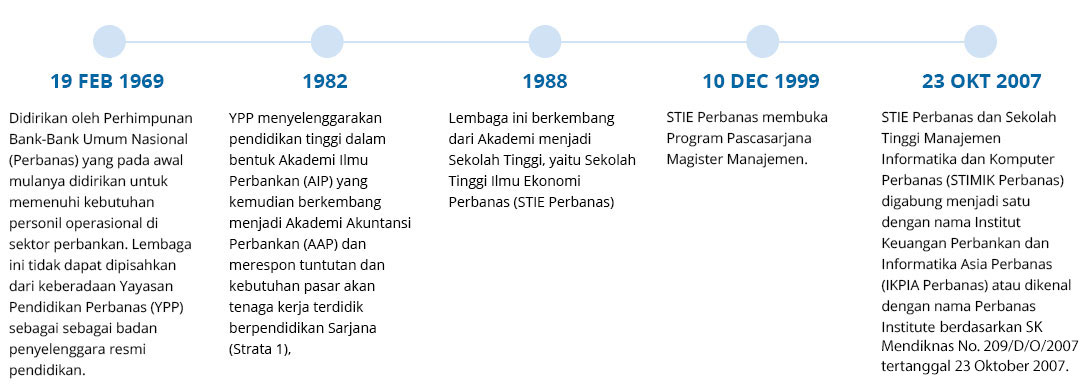 19 FEB 1969
Didirikan oleh Perhimpunan
Bank-Bank Umum Nasional
(Perbanas) yang pada awal
mulanya didirikan untuk
memenuhi kebutuhan
personil operasional di
sektor perbankan. Lembaga
ini tidak dapat dipisahkan
dari keberadaan Yayasan
Pendidikan Perbanas (YPP)
sebagai sebagai badan
penyelenggara resmi
pendidikan.
1982
YPP menyelenggarakan
pendidikan tinggi dalam
bentuk Akademi Ilmu
Perbankan (AIP) yang
kemudian berkembang
menjadi Akademi Akuntansi
Perbankan (AAP) dan
merespon tuntutan dan
kebutuhan pasar akan
tenaga kerja terdidik
berpendidikan Sarjana
(Strata 1),
1988
Lembaga ini berkembang
dari Akademi menjadi
Sekolah Tinggi, yaitu Sekolah
Tinggi Ilmu Ekonomi
Perbanas (STIE Perbanas)
10 DEC 1999
STIE Perbanas membuka
Program Pascasarjana
Magister Manajemen.
23 OKT 2007
STIE Perbanas dan Sekolah
Tinggi Manajemen
Informatika dan Komputer
Perbanas (STIMIK Perbanas)
digabung menjadi satu
dengan nama Institut
Keuangan Perbankan dan
Informatika Asia Perbanas
(IKPIA Perbanas) atau dikenal
dengan nama Perbanas
Institute berdasarkan SK
Mendiknas No. 209/D/O/2007
tertanggal 23 Oktober 2007.